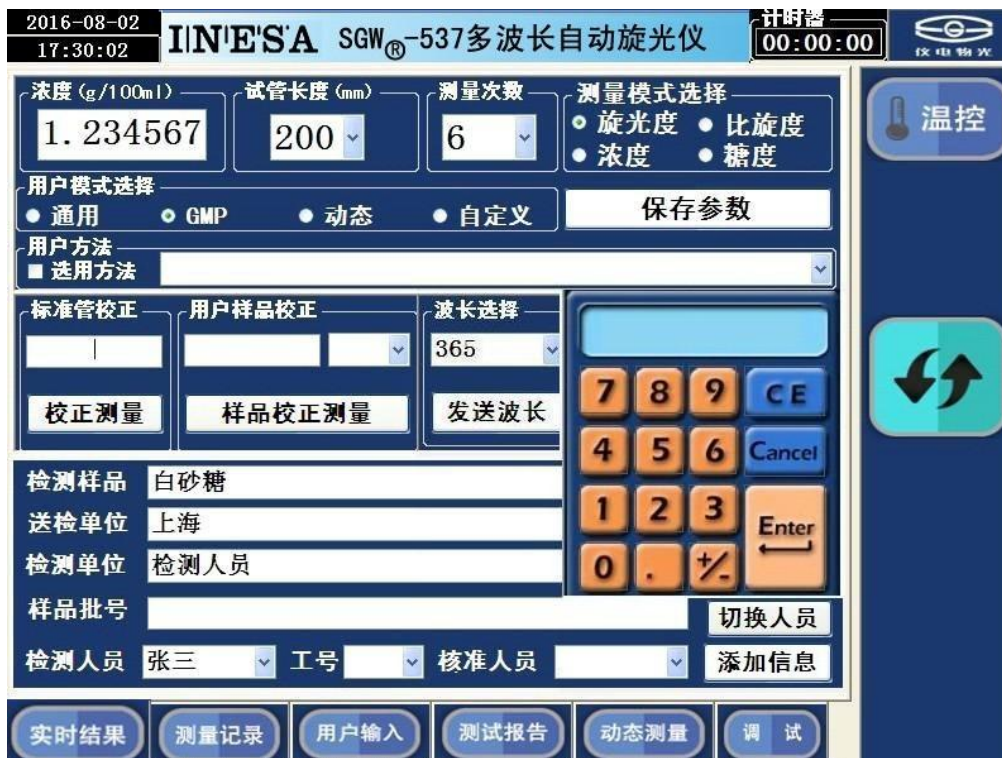 2016-08-02
17:30:02
INESA SGW®-537多波长自动旋光仪
计时器
00:00:00
仪电物光
浓度(g/100ml) 试管长度(mm) 测量次数 测量模式选择
1.234567 200 6 旋光度 比旋度
浓度 糖度
温控
用户模式选择
通用 GMP 动态 自定义 保存参数
用户方法
选用方法
标准管校正 用户样品校正 波长选择
365
校正测量 样品校正测量 发送波长
7 8 9 CE
4 5 6 Cancel
1 2 3 Enter
0 . +/-
检测样品 白砂糖
送检单位 上海
检测单位 检测人员
样品批号 切换人员
检测人员 张三 工号 核准人员 添加信息
实时结果 测量记录 用户输入 测试报告 动态测量 调 试